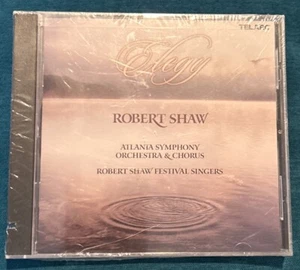 TELARC
Elegy
ROBERT SHAW
ATLANTA SYMPHONY
ORCHESTRA & CHORUS
ROBERT SHAW FESTIVAL SINGERS